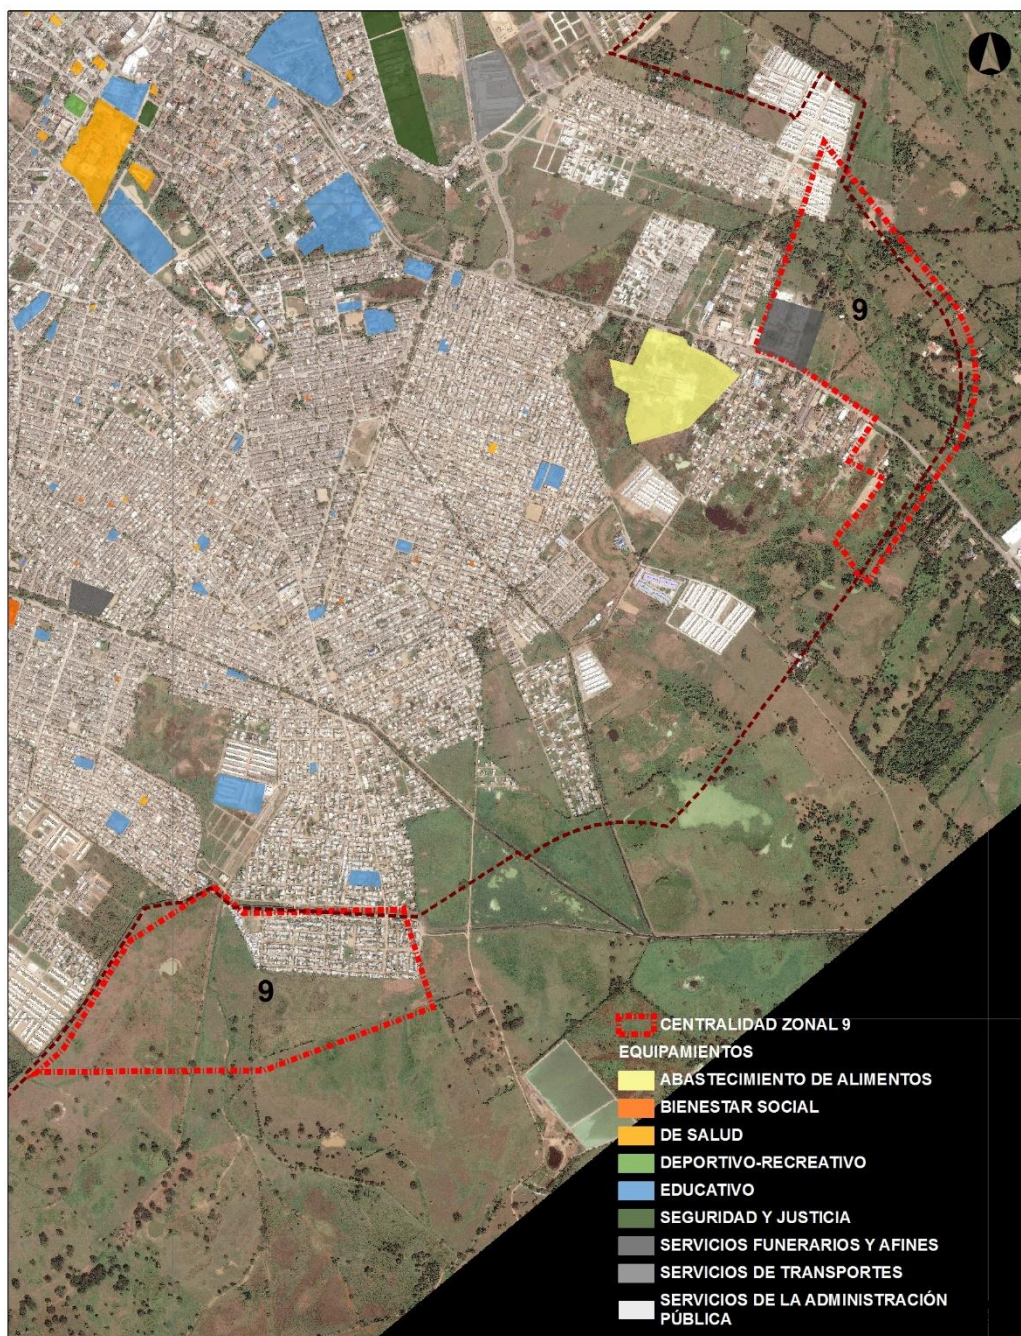 9
9
CENTRALIDAD ZONAL 9
EQUIPAMIENTOS
ABASTECIMIENTO DE ALIMENTOS
BIENESTAR SOCIAL
DE SALUD
DEPORTIVO-RECREATIVO
EDUCATIVO
SEGURIDAD Y JUSTICIA
SERVICIOS FUNERARIOS Y AFINES
SERVICIOS DE TRANSPORTES
SERVICIOS DE LA ADMINISTRACIÓN
PÚBLICA